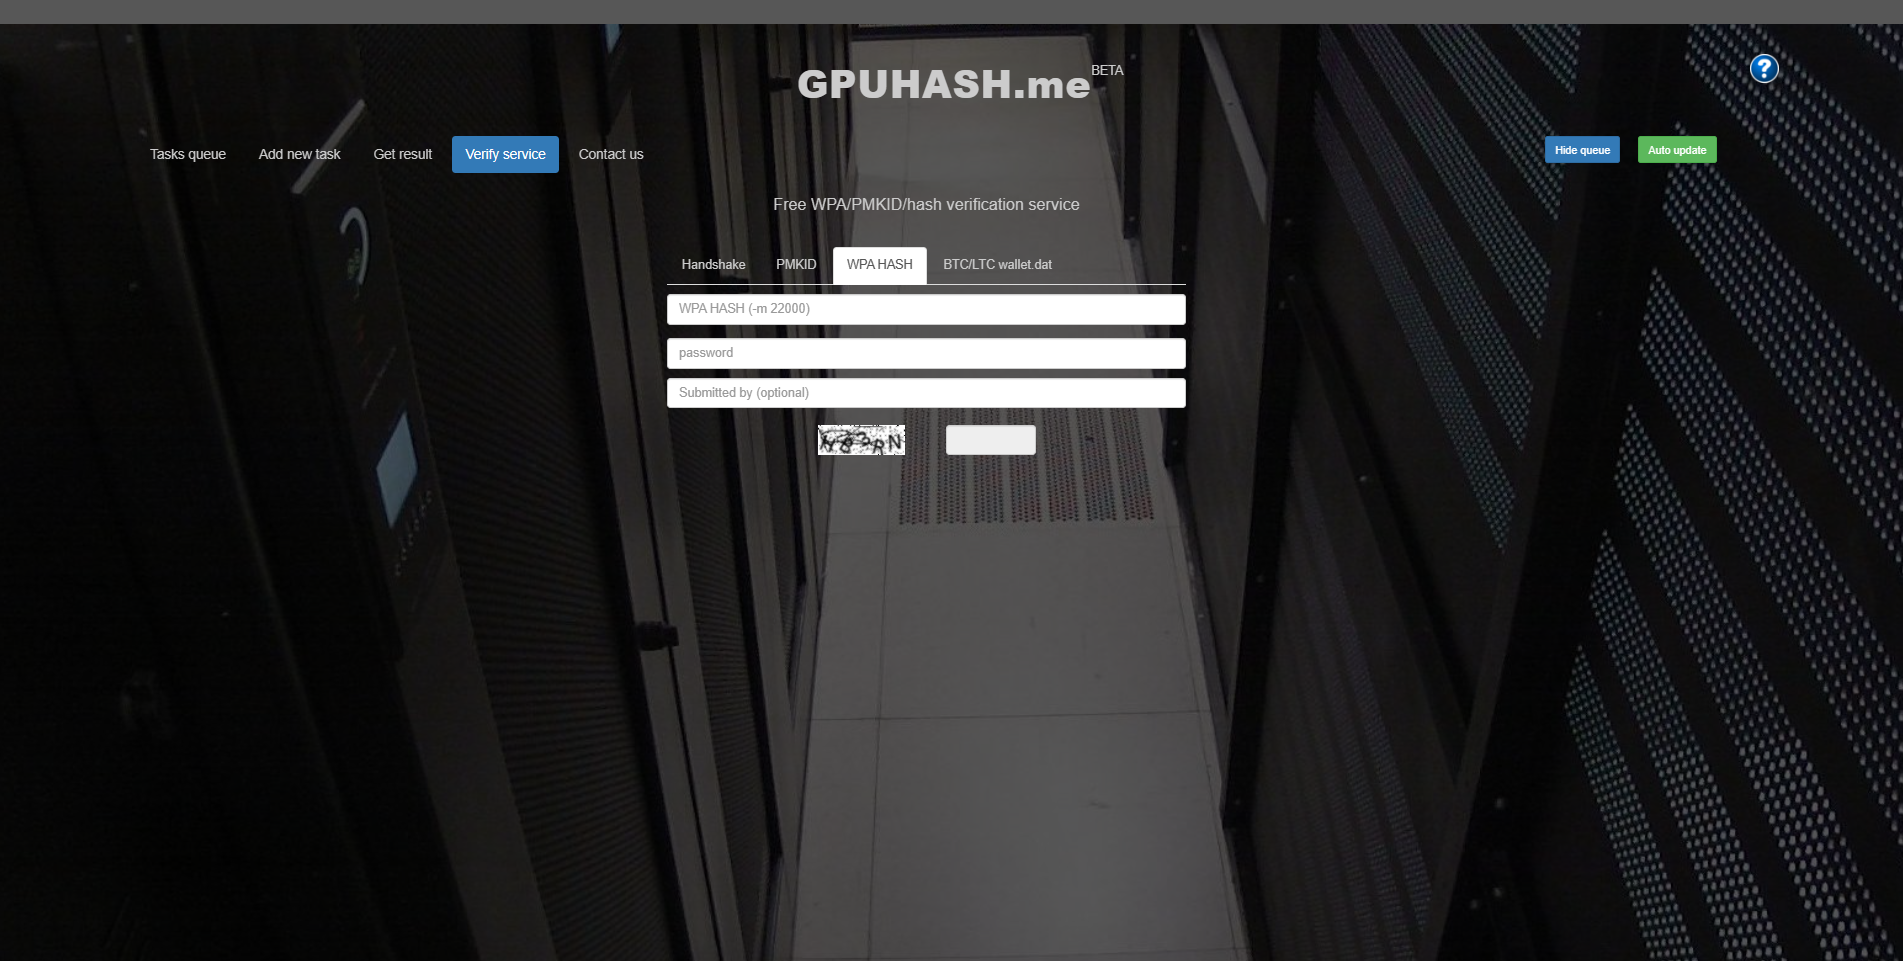 GPUHASH.me BETA
Tasks queue Add new task Get result Verify service Contact us Hide queue Auto update
Free WPA/PMKID/hash verification service
Handshake PMKID WPA HASH BTC/LTC wallet.dat
WPA HASH (-m 22000)
password
Submitted by (optional)